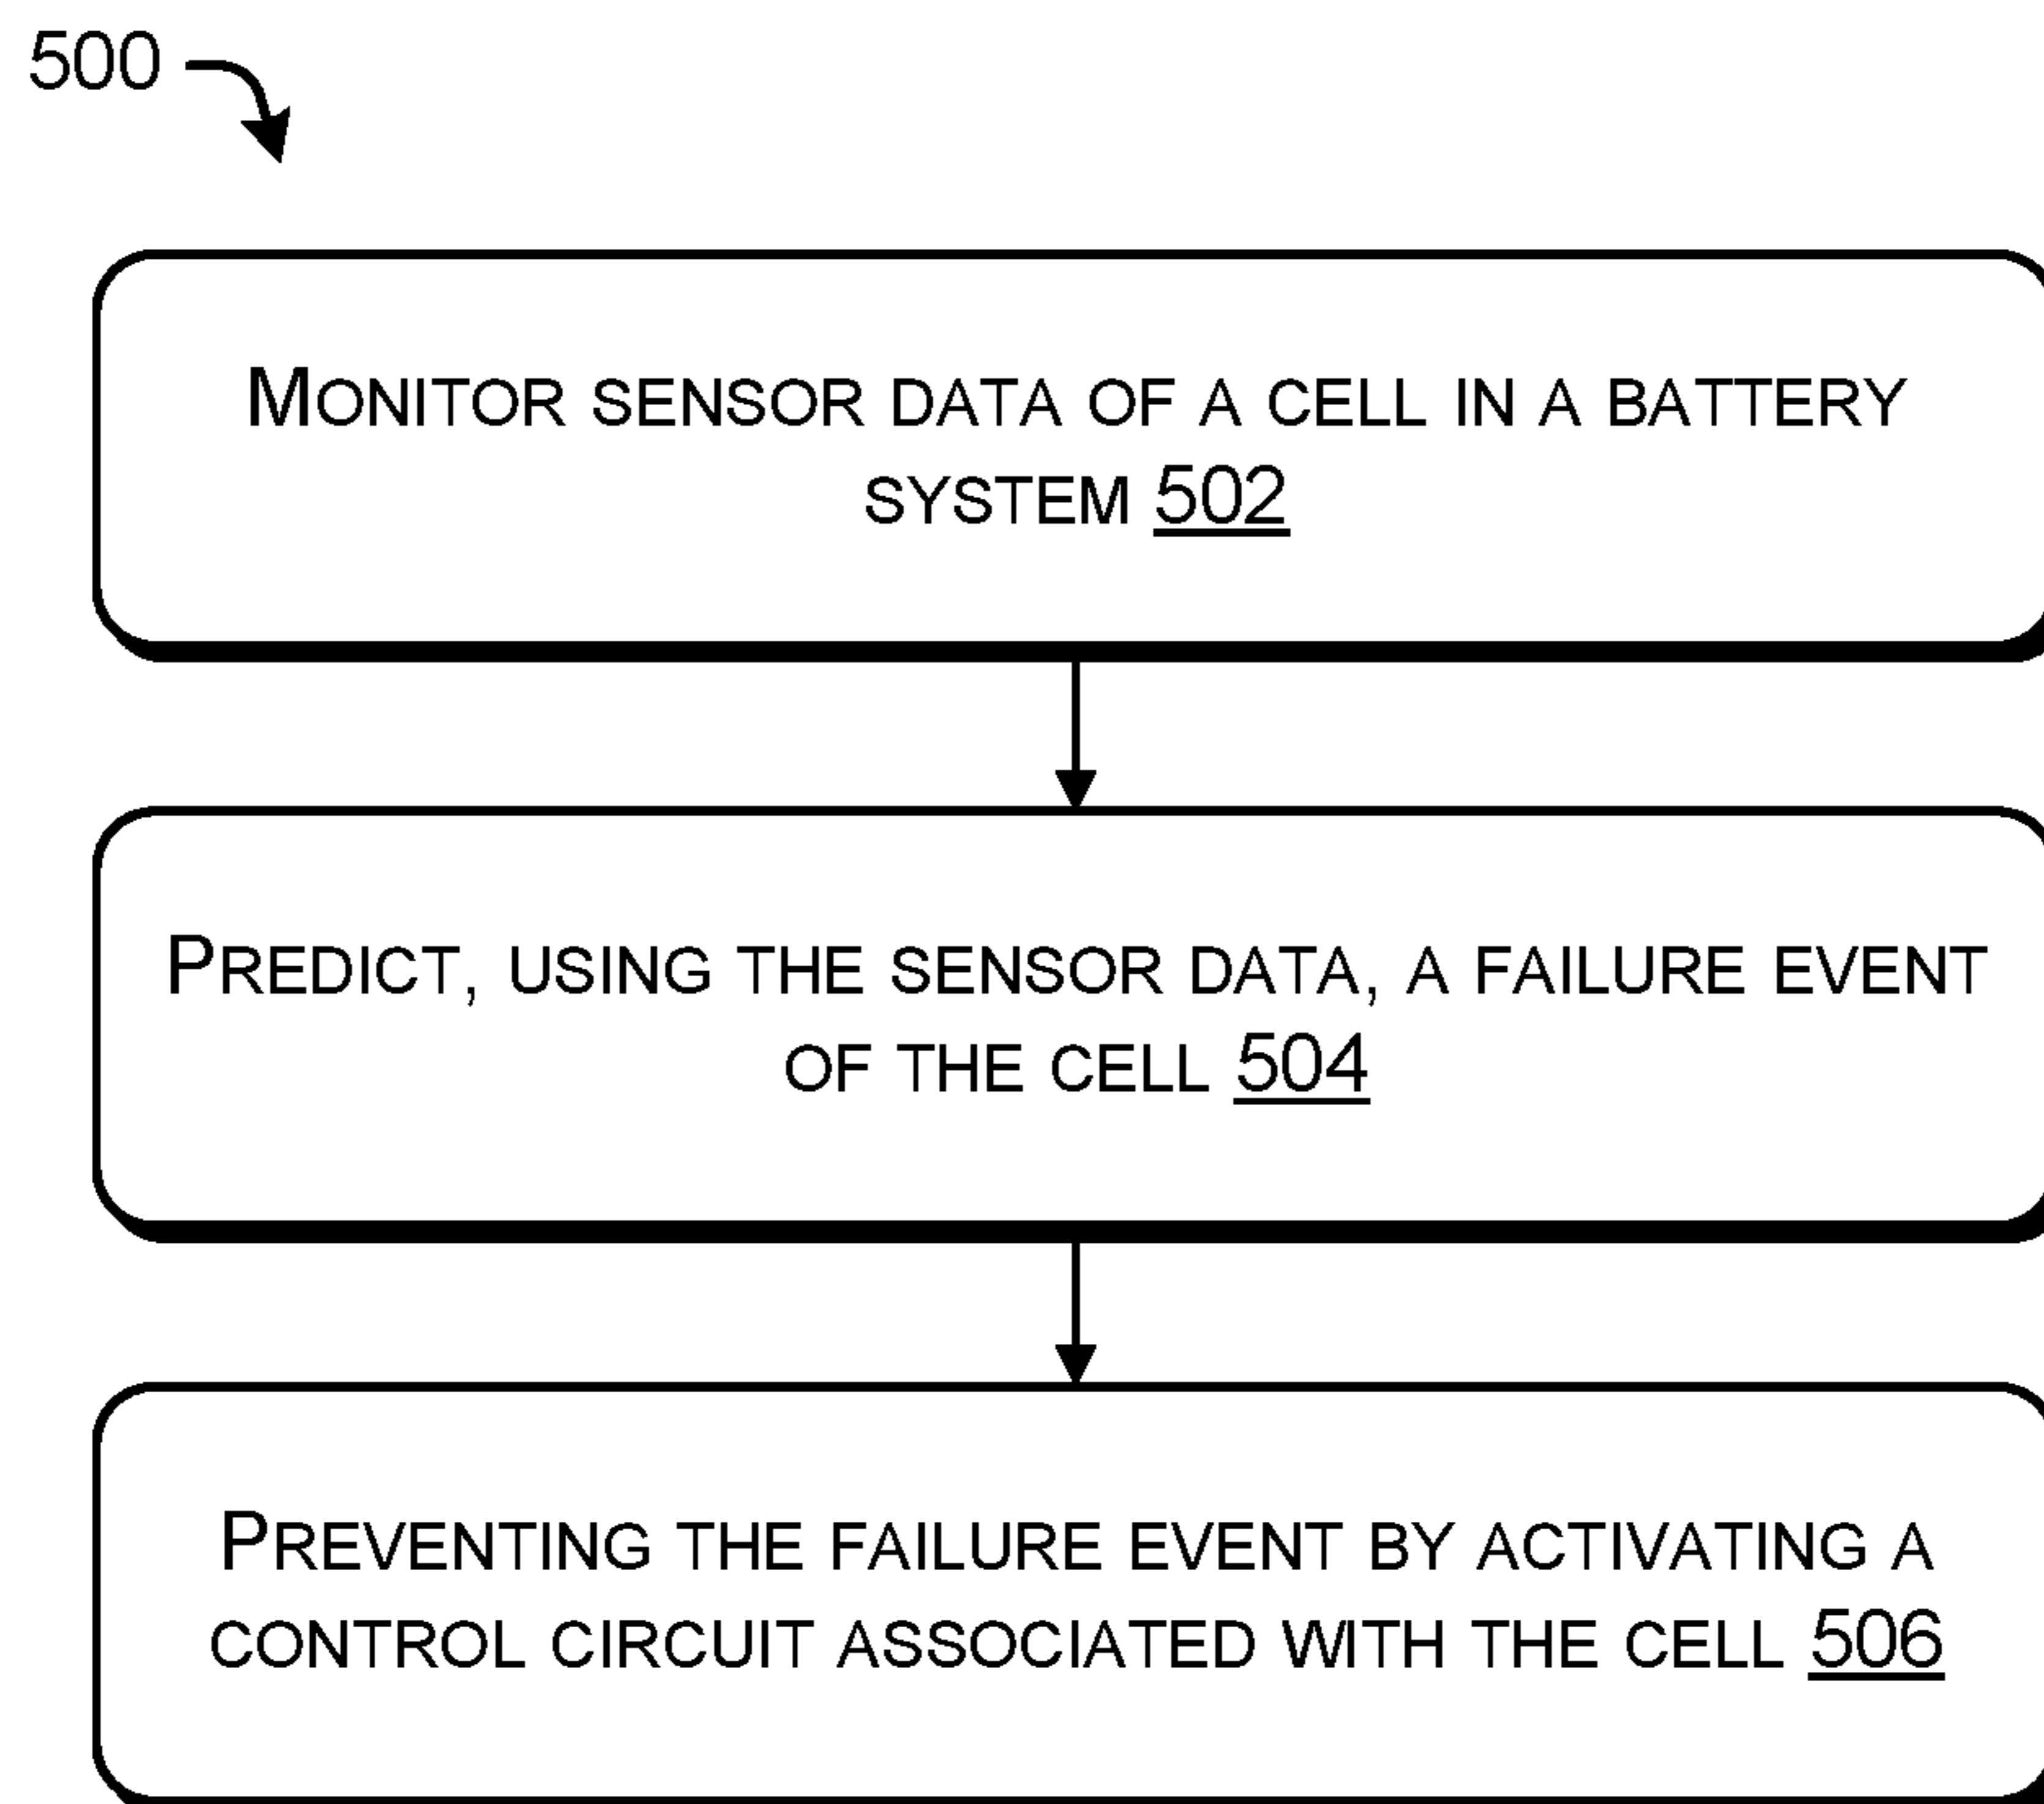 500
MONITOR SENSOR DATA OF A CELL IN A BATTERY
SYSTEM 502
PREDICT, USING THE SENSOR DATA, A FAILURE EVENT
OF THE CELL 504
PREVENTING THE FAILURE EVENT BY ACTIVATING A
CONTROL CIRCUIT ASSOCIATED WITH THE CELL 506